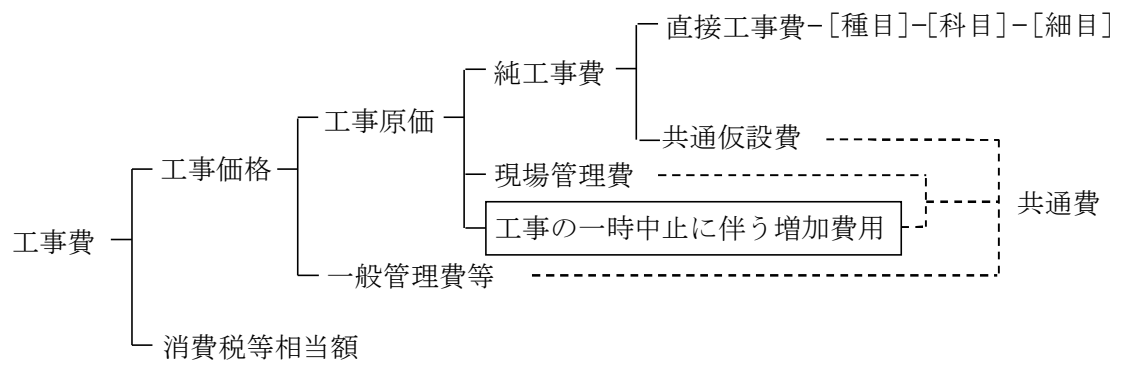 直接工事費-[種目]-[科目]-[細目]
純工事費
工事原価
共通仮設費
工事価格
現場管理費
共通費
工事の一時中止に伴う増加費用
工事費
一般管理費等
消費税等相当額